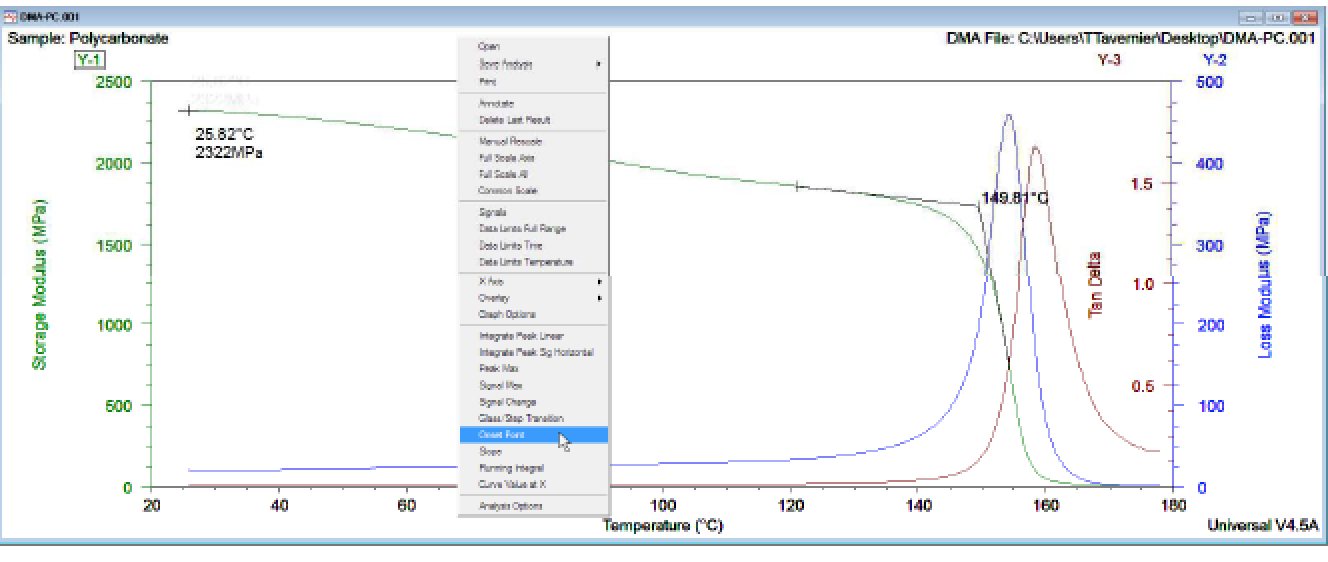 DMA-PC.001
Sample: Polycarbonate
DMA File: C:\Users\TTavernier\Desktop\DMA-PC.001
Y-1
Y-3
Y-2
2500
2000
1500
1000
500
0
Storage Modulus (MPa)
25.82°C
2322MPa
149.81°C
Open
Save Analysis
Print
Annotate
Delete Last Result
Manual Rescale
Full Scale Axis
Full Scale All
Common Scale
Signals
Data Limits Full Range
Data Limits Time
Data Limits Temperature
X Axis
Overlay
Graph Options
Integrate Peak Linear
Integrate Peak Sig Horizontal
Peak Max
Signal Max
Signal Change
Glass/Step Transition
Onset Point
Slope
Running Integral
Curve Value at X
Analysis Options
1.5
1.0
0.5
Tan Delta
500
400
300
200
100
0
Loss Modulus (MPa)
20
40
60
100
120
140
160
180
Temperature (°C)
Universal V4.5A